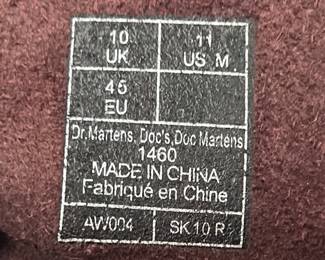 10 11
UK US M
45
EU
Dr.Martens, Doc's, Doc Martens
1460
MADE IN CHINA
Fabriqué en Chine
AW004 SK10R